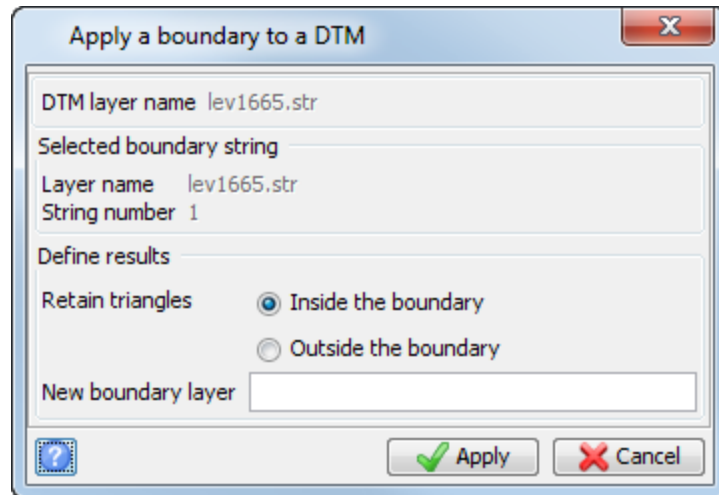 Apply a boundary to a DTM
DTM layer name lev1665.str
Selected boundary string
Layer name lev1665.str
String number 1
Define results
Retain triangles Inside the boundary
Outside the boundary
New boundary layer
? Apply Cancel